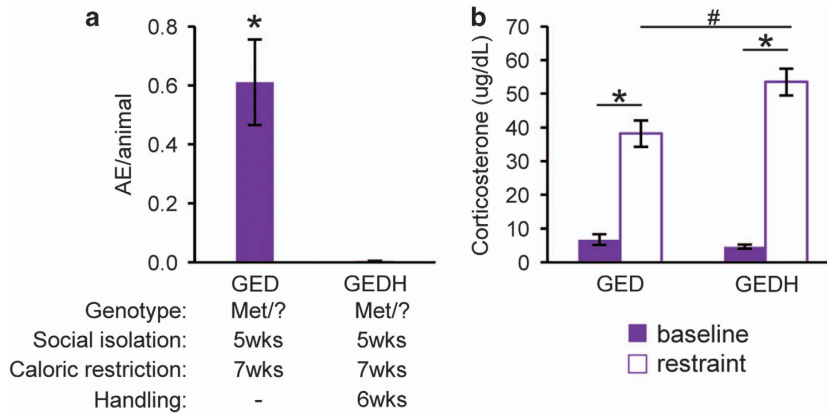 a
*
AE/animal
0.8
0.6
0.4
0.2
0.0
GED GEDH
Genotype: Met/? Met/?
Social isolation: 5wks 5wks
Caloric restriction: 7wks 7wks
Handling: - 6wks
b
#
* *
Corticosterone (ug/dL)
70
60
50
40
30
20
10
0
GED GEDH
baseline
restraint